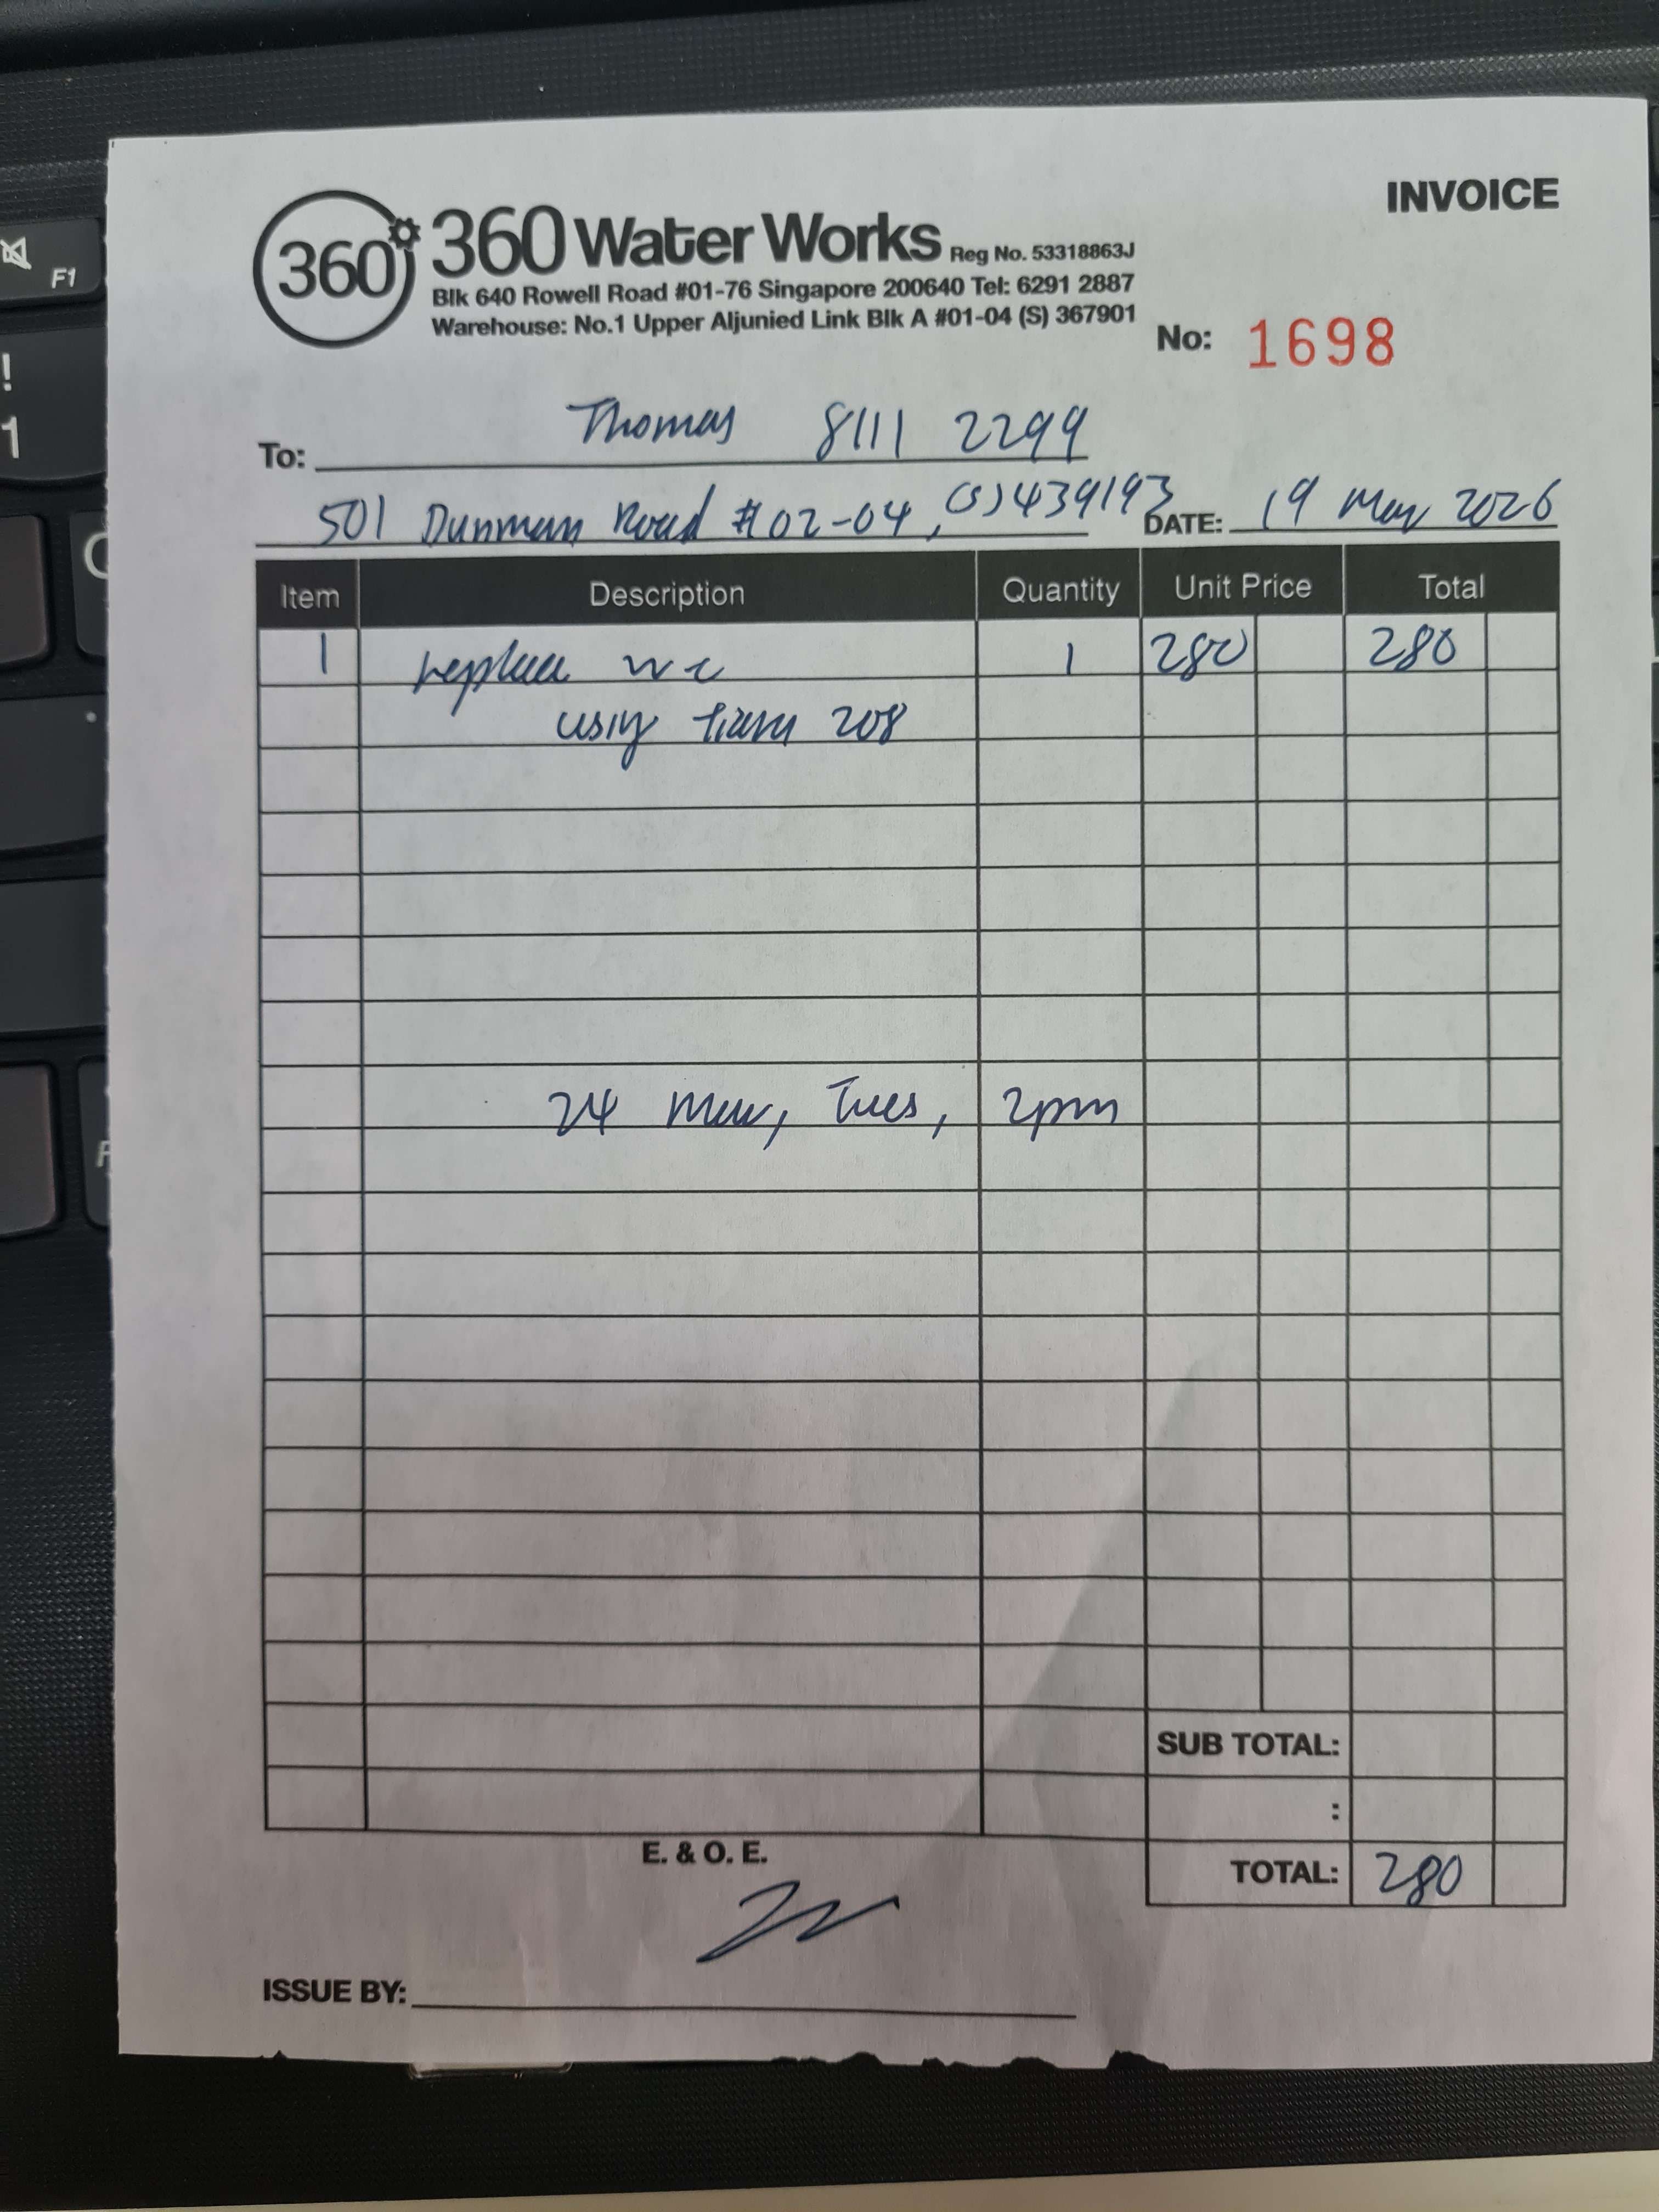 INVOICE
360° 360 Water Works Reg No. 53318863J
Blk 640 Rowell Road #01-76 Singapore 200640 Tel: 6291 2887
Warehouse: No.1 Upper Aljunied Link Blk A #01-04 (S) 367901
No: 1698
To: Thomas 8111 2299
501 Dunman Road #02-04, (S)439193 DATE: 19 May 2026
Item Description Quantity Unit Price Total
1 replace wc 1 280 280
using 208
24 , Tues, 2pm
SUB TOTAL:
:
E. & O. E.
TOTAL: 280
ISSUE BY:
F1
!
1